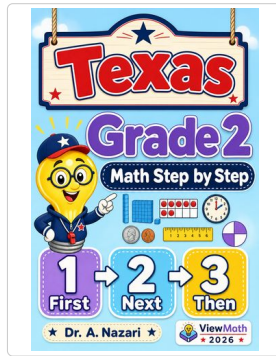 Texas
Grade 2
Math Step by Step
1 2 3
First Next Then
★ Dr. A. Nazari ★
ViewMath
★ 2026 ★